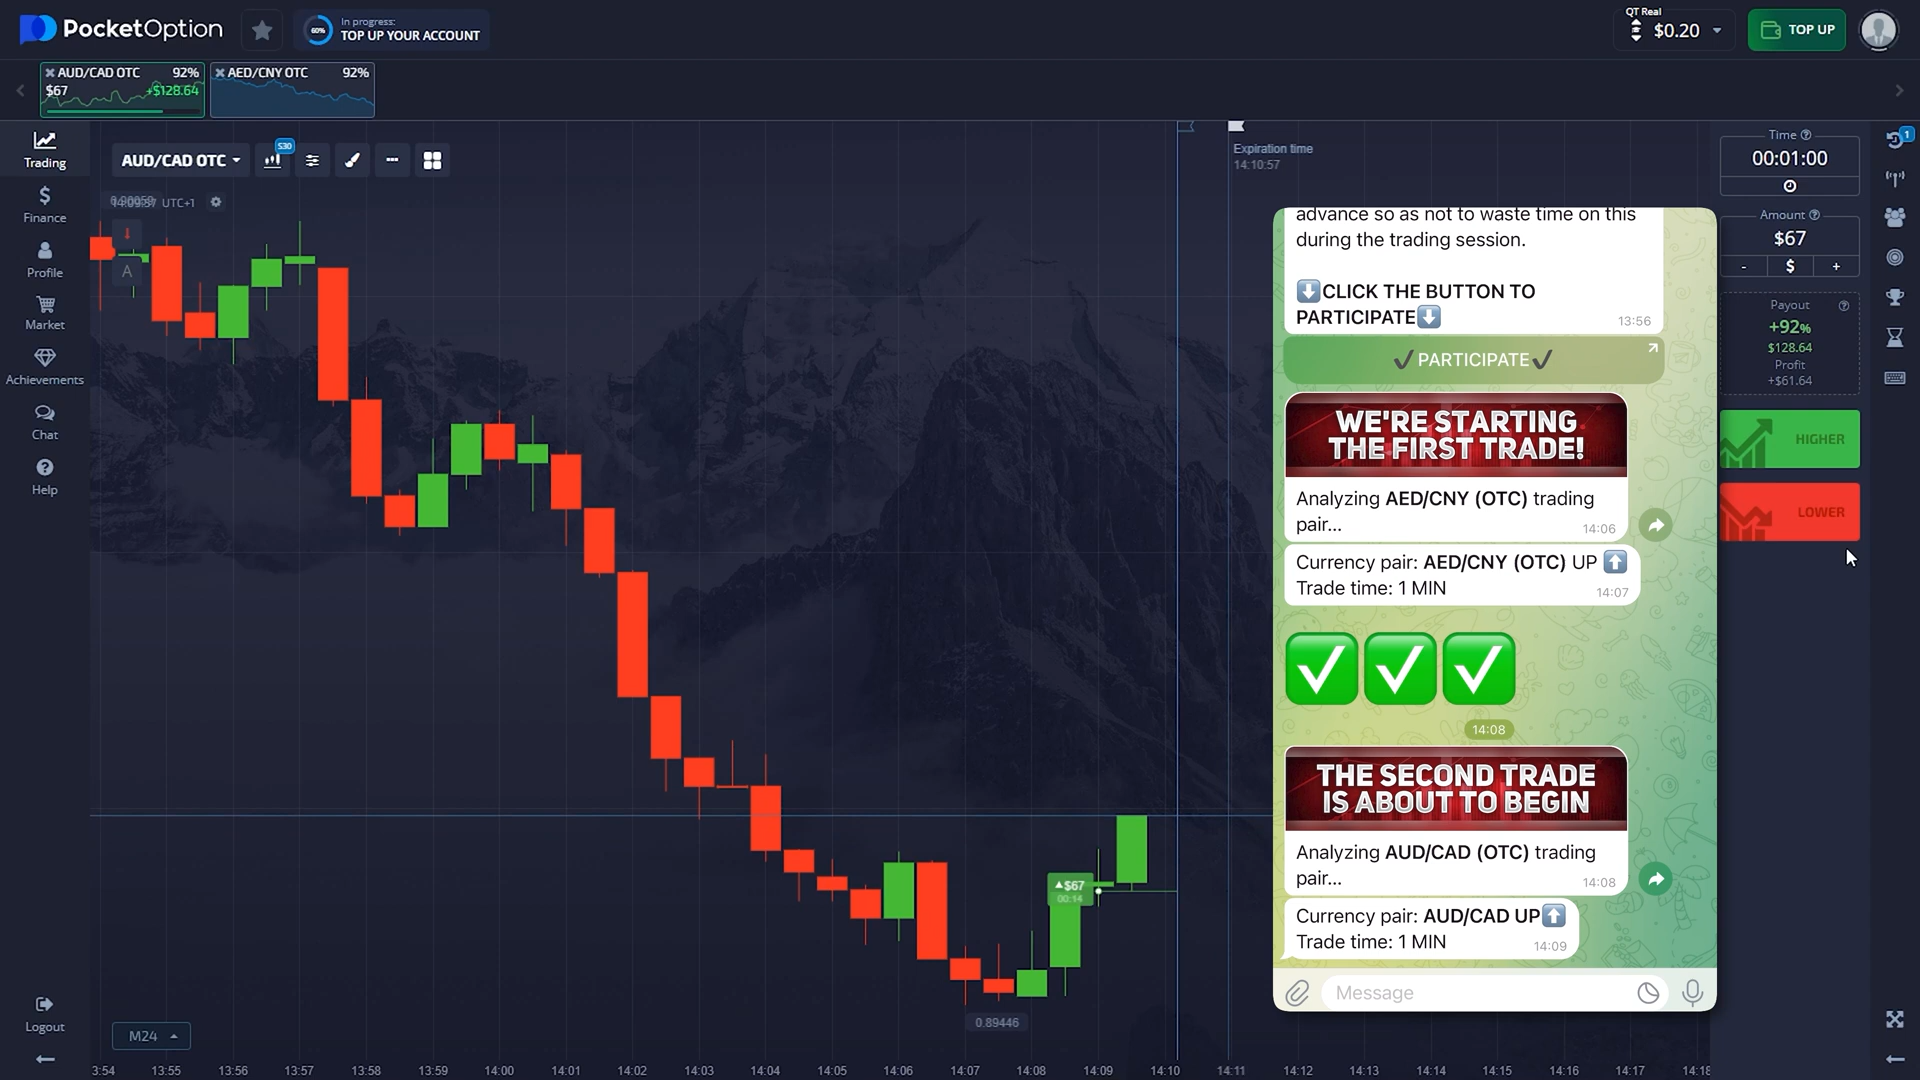 PocketOption
60%
In progress:
TOP UP YOUR ACCOUNT
QT Real
$0.20
TOP UP
AUD/CAD OTC 92%
$67 +$128.64
AED/CNY OTC 92%
Trading
Finance
Profile
Market
Achievements
Chat
Help
Logout
AUD/CAD OTC
S30
UTC+1
A
Expiration time
14:10:57
▲$67
00:14
0.89446
M24
3:54 13:55 13:56 13:57 13:58 13:59 14:00 14:01 14:02 14:03 14:04 14:05 14:06 14:07 14:08 14:09 14:10 14:11 14:12 14:13 14:14 14:15 14:16 14:17 14:18
advance so as not to waste time on this
during the trading session.
⬇️CLICK THE BUTTON TO
PARTICIPATE⬇️
13:56
✔PARTICIPATE✔
WE'RE STARTING
THE FIRST TRADE!
Analyzing AED/CNY (OTC) trading
pair...
14:06
Currency pair: AED/CNY (OTC) UP ⬆️
Trade time: 1 MIN
14:07
✅✅✅
14:08
THE SECOND TRADE
IS ABOUT TO BEGIN
Analyzing AUD/CAD (OTC) trading
pair...
14:08
Currency pair: AUD/CAD UP⬆️
Trade time: 1 MIN
14:09
Message
Time
00:01:00
Amount
$67
- $ +
Payout
+92%
$128.64
Profit
+$61.64
HIGHER
LOWER
1